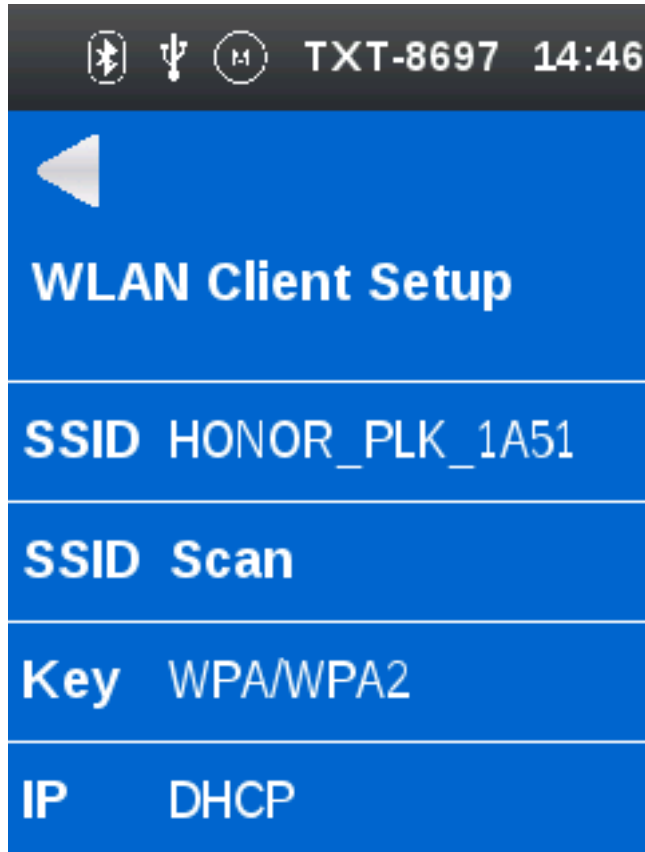 TXT-8697 14:46
WLAN Client Setup
SSID HONOR_PLK_1A51
SSID Scan
Key WPA/WPA2
IP DHCP